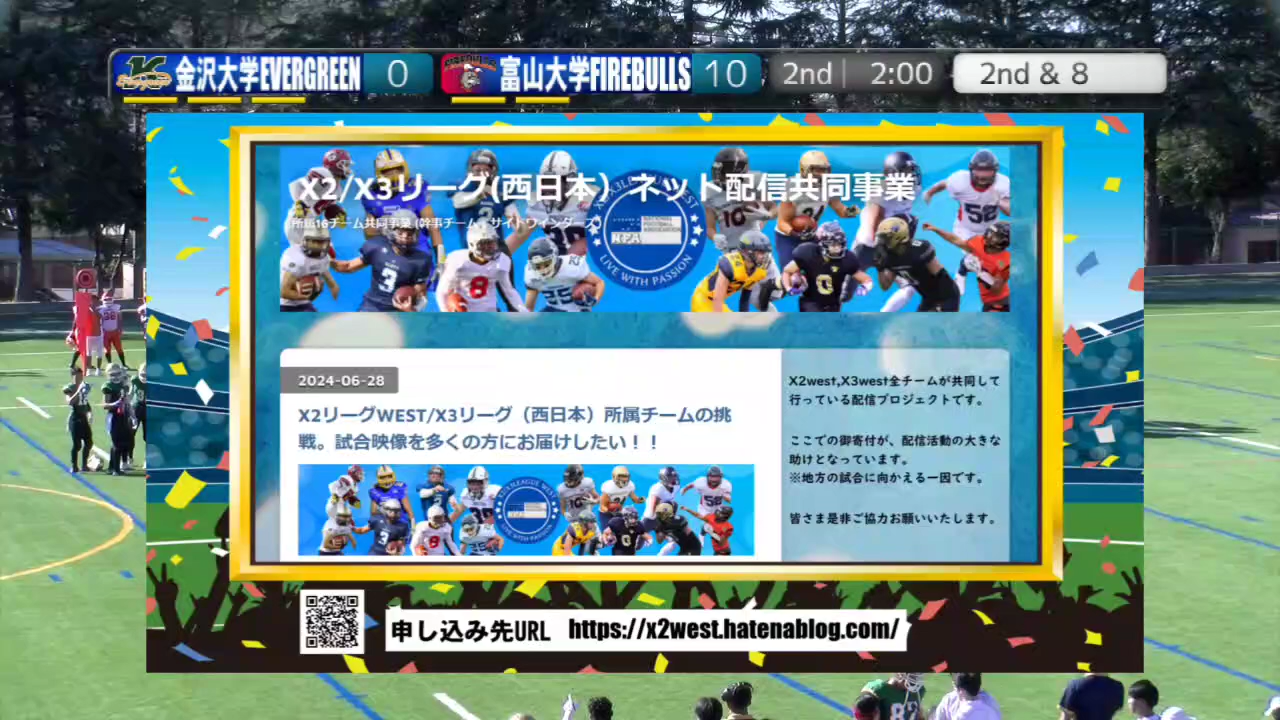 金沢大学EVERGREEN 0 富山大学FIREBULLS 10 2nd 2:00 2nd & 8
X2/X3リーグ(西日本）ネット配信共同事業
LIVE WITH PASSION
2024-06-28
X2リーグWEST/X3リーグ（西日本）所属チームの挑
戦。試合映像を多くの方にお届けしたい！！
X2west,X3west全チームが共同して
行っている配信プロジェクトです。
ここでの御寄付が、配信活動の大きな
助けとなっています。
※地方の試合に向かえる一因です。
皆さま是非ご協力お願いいたします。
申し込み先URL https://x2west.hatenablog.com/